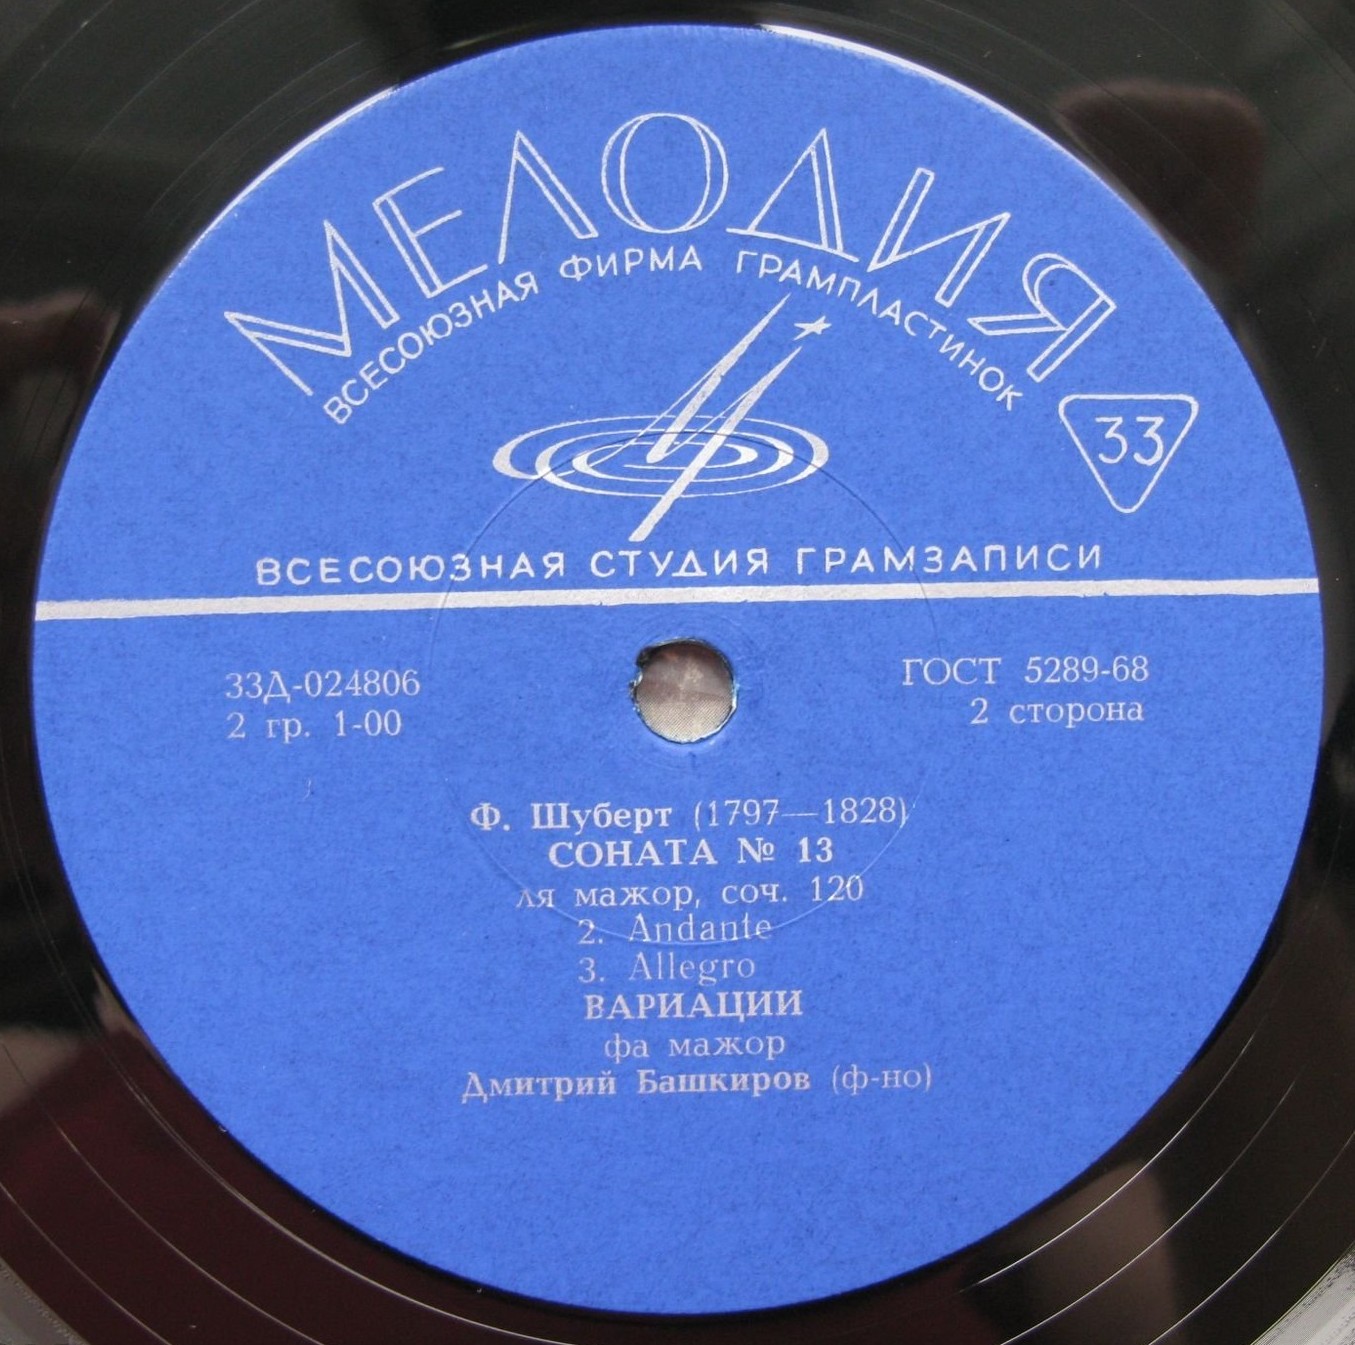 МЕЛОДИЯ
ВСЕСОЮЗНАЯ ФИРМА ГРАМПЛАСТИНОК
33
ВСЕСОЮЗНАЯ СТУДИЯ ГРАМЗАПИСИ
33Д-024806
2 гр. 1-00
ГОСТ 5289-68
2 сторона
Ф. Шуберт (1797—1828)
СОНАТА № 13
ля мажор, соч. 120
2. Andante
3. Allegro
ВАРИАЦИИ
фа мажор
Дмитрий Башкиров (ф-но)